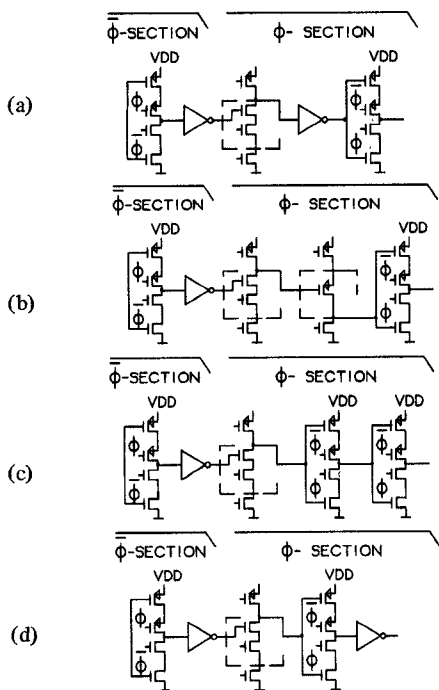 ϕ̄-SECTION ϕ- SECTION
VDD VDD
(a)
ϕ ϕ̄
ϕ̄ ϕ
ϕ̄-SECTION ϕ- SECTION
VDD VDD
(b)
ϕ ϕ̄
ϕ̄ ϕ
ϕ̄-SECTION ϕ- SECTION
VDD VDD VDD
(c)
ϕ ϕ̄ ϕ̄
ϕ̄ ϕ ϕ
ϕ̄-SECTION ϕ- SECTION
VDD VDD
(d)
ϕ ϕ̄
ϕ̄ ϕ